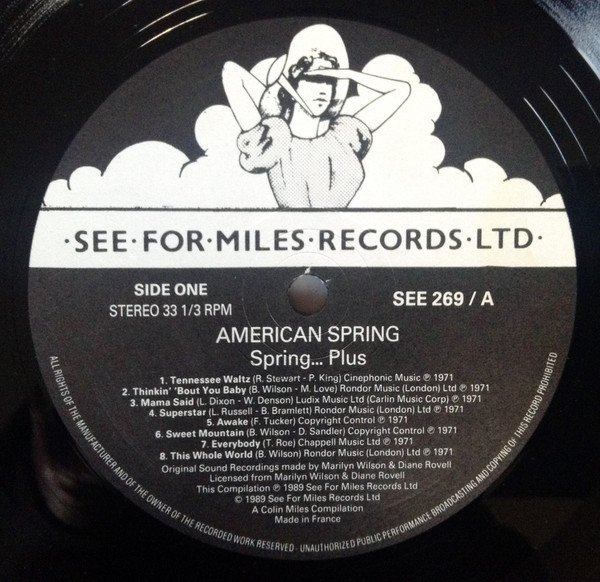 ·SEE·FOR·MILES·RECORDS·LTD·
SIDE ONE
STEREO 33 1/3 RPM
SEE 269 / A
AMERICAN SPRING
Spring... Plus
1. Tennessee Waltz (R. Stewart - P. King) Cinephonic Music ℗ 1971
2. Thinkin' 'Bout You Baby (B. Wilson - M. Love) Rondor Music (London) Ltd ℗ 1971
3. Mama Said (L. Dixon - W. Denson) Ludix Music Ltd (Carlin Music Corp) ℗ 1971
4. Superstar (L. Russell - B. Bramlett) Rondor Music (London) Ltd ℗ 1971
5. Awake (F. Tucker) Copyright Control ℗ 1971
6. Sweet Mountain (B. Wilson - D. Sandler) Copyright Control ℗ 1971
7. Everybody (T. Roe) Chappell Music Ltd ℗ 1971
8. This Whole World (B. Wilson) Rondor Music (London) Ltd ℗ 1971
Original Sound Recordings made by Marilyn Wilson & Diane Rovell
Licensed from Marilyn Wilson & Diane Rovell
This Compilation ℗ 1989 See For Miles Records Ltd
© 1989 See For Miles Records Ltd
A Colin Miles Compilation
Made in France
ALL RIGHTS OF THE MANUFACTURER AND OF THE OWNER OF THE RECORDED WORK RESERVED · UNAUTHORIZED PUBLIC PERFORMANCE BROADCASTING AND COPYING OF THIS RECORD PROHIBITED